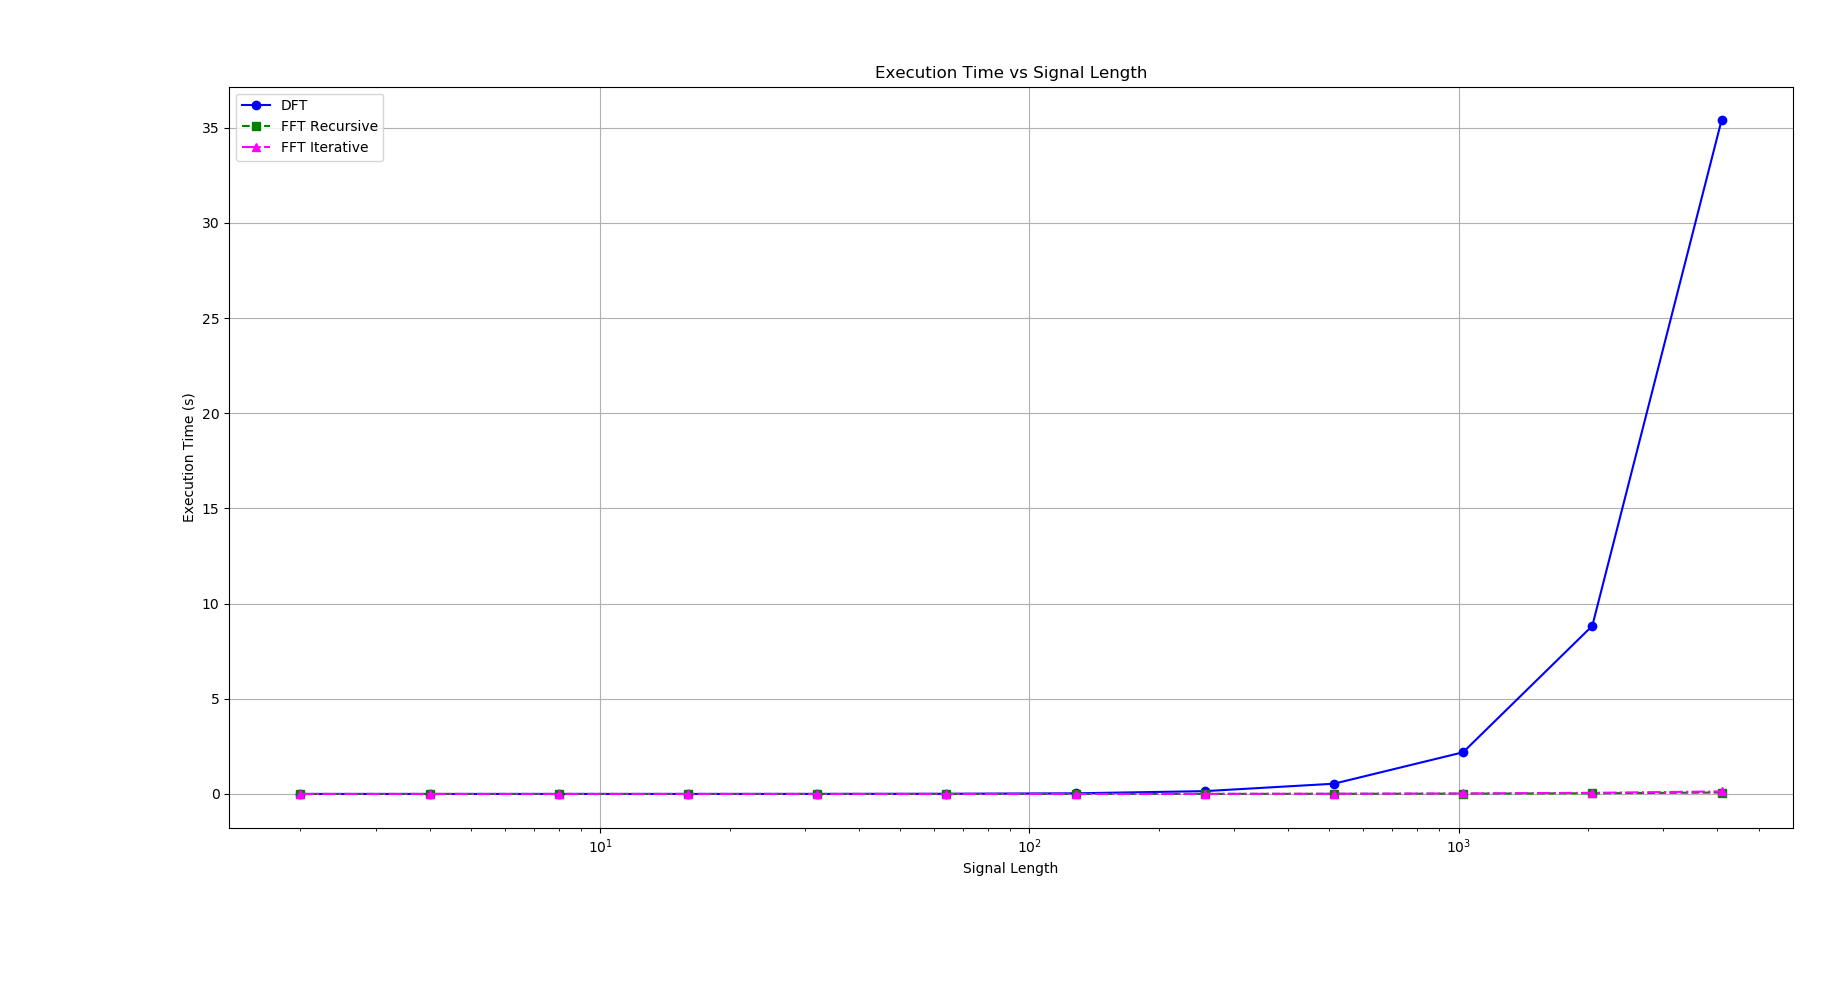 Execution Time vs Signal Length
DFT
FFT Recursive
FFT Iterative
35
30
25
20
15
10
5
0
Execution Time (s)
10¹
10²
10³
Signal Length